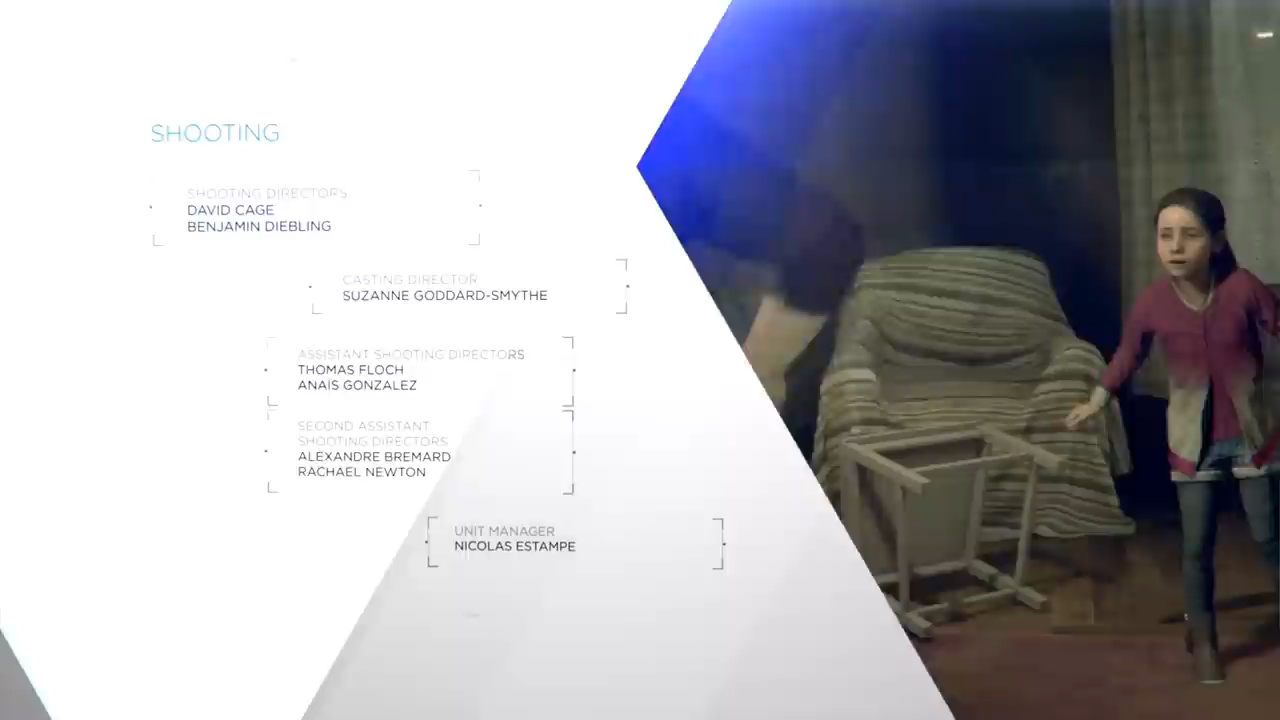 SHOOTING
SHOOTING DIRECTORS
DAVID CAGE
BENJAMIN DIEBLING
CASTING DIRECTOR
SUZANNE GODDARD-SMYTHE
ASSISTANT SHOOTING DIRECTORS
THOMAS FLOCH
ANAIS GONZALEZ
SECOND ASSISTANT
SHOOTING DIRECTORS
ALEXANDRE BREMARD
RACHAEL NEWTON
UNIT MANAGER
NICOLAS ESTAMPE